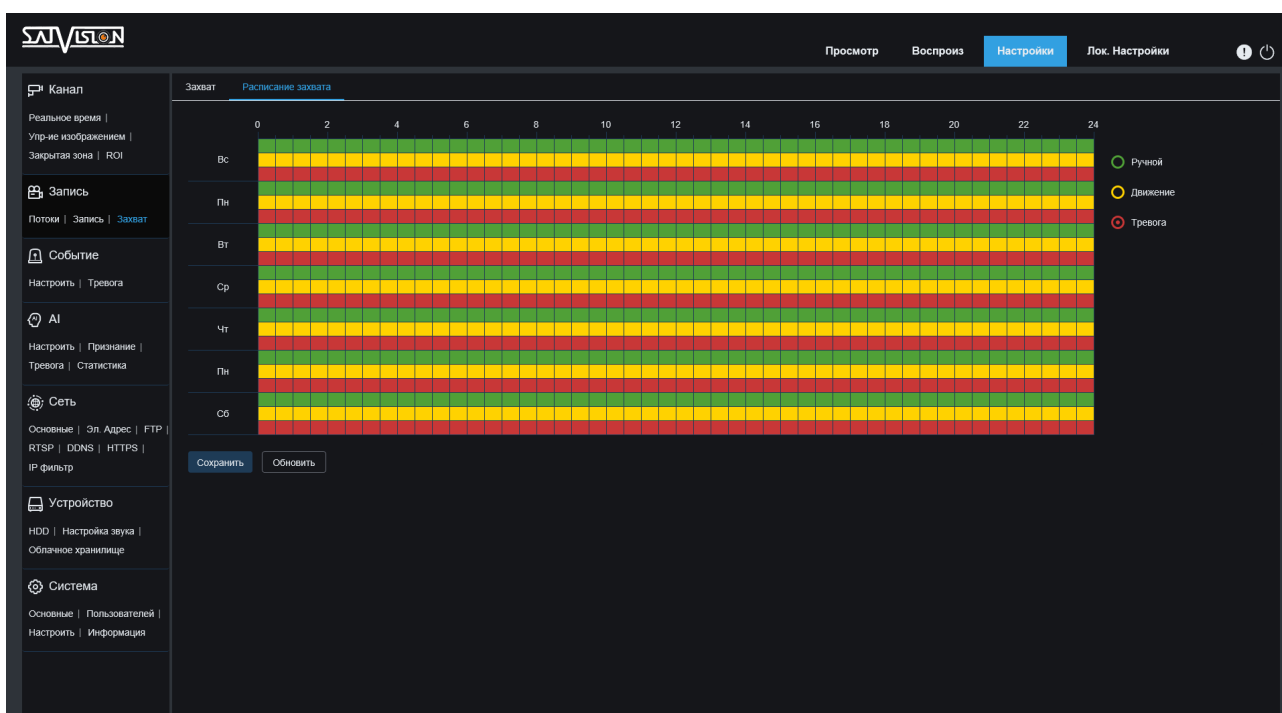 SATVISION
Просмотр Воспроиз Настройки Лок. Настройки
Канал
Реальное время |
Упр-ие изображением |
Закрытая зона | ROI
Запись
Потоки | Запись | Захват
Событие
Настроить | Тревога
AI
Настроить | Признание |
Тревога | Статистика
Сеть
Основные | Эл. Адрес | FTP |
RTSP | DDNS | HTTPS |
IP фильтр
Устройство
HDD | Настройка звука |
Облачное хранилище
Система
Основные | Пользователей |
Настроить | Информация
Захват Расписание захвата
0 2 4 6 8 10 12 14 16 18 20 22 24
Вс
Пн
Вт
Ср
Чт
Пн
Сб
Ручной
Движение
Тревога
Сохранить Обновить